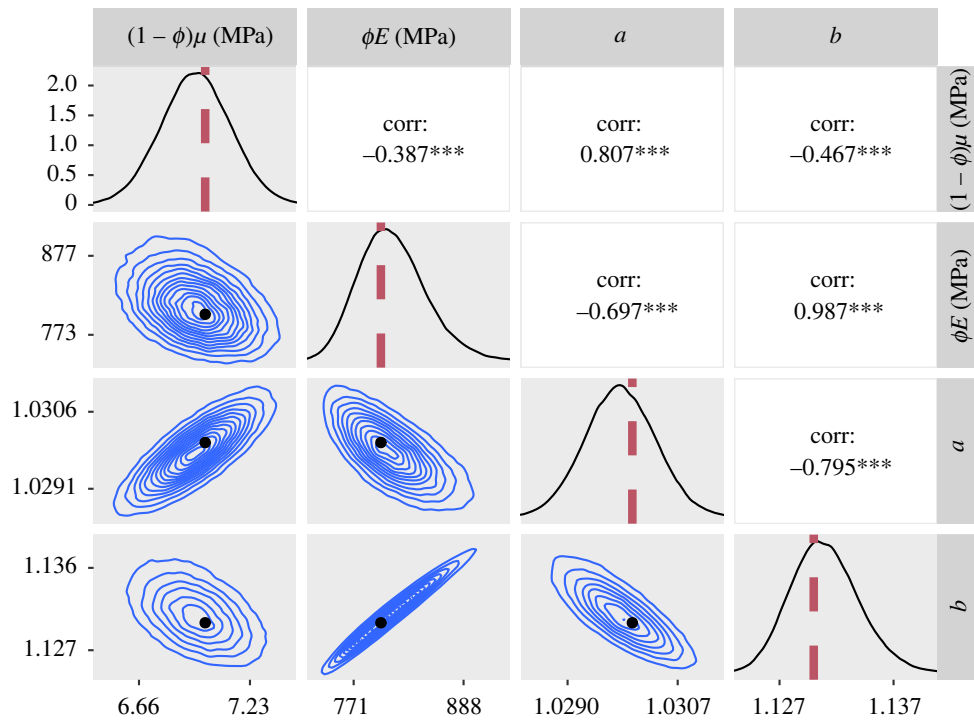 (1 – ϕ)μ (MPa)
ϕE (MPa)
a
b
2.0
1.5
1.0
0.5
0
corr:
–0.387***
corr:
0.807***
corr:
–0.467***
(1 – ϕ)μ (MPa)
877
773
corr:
–0.697***
corr:
0.987***
ϕE (MPa)
1.0306
1.0291
corr:
–0.795***
a
1.136
1.127
b
6.66
7.23
771
888
1.0290
1.0307
1.127
1.137